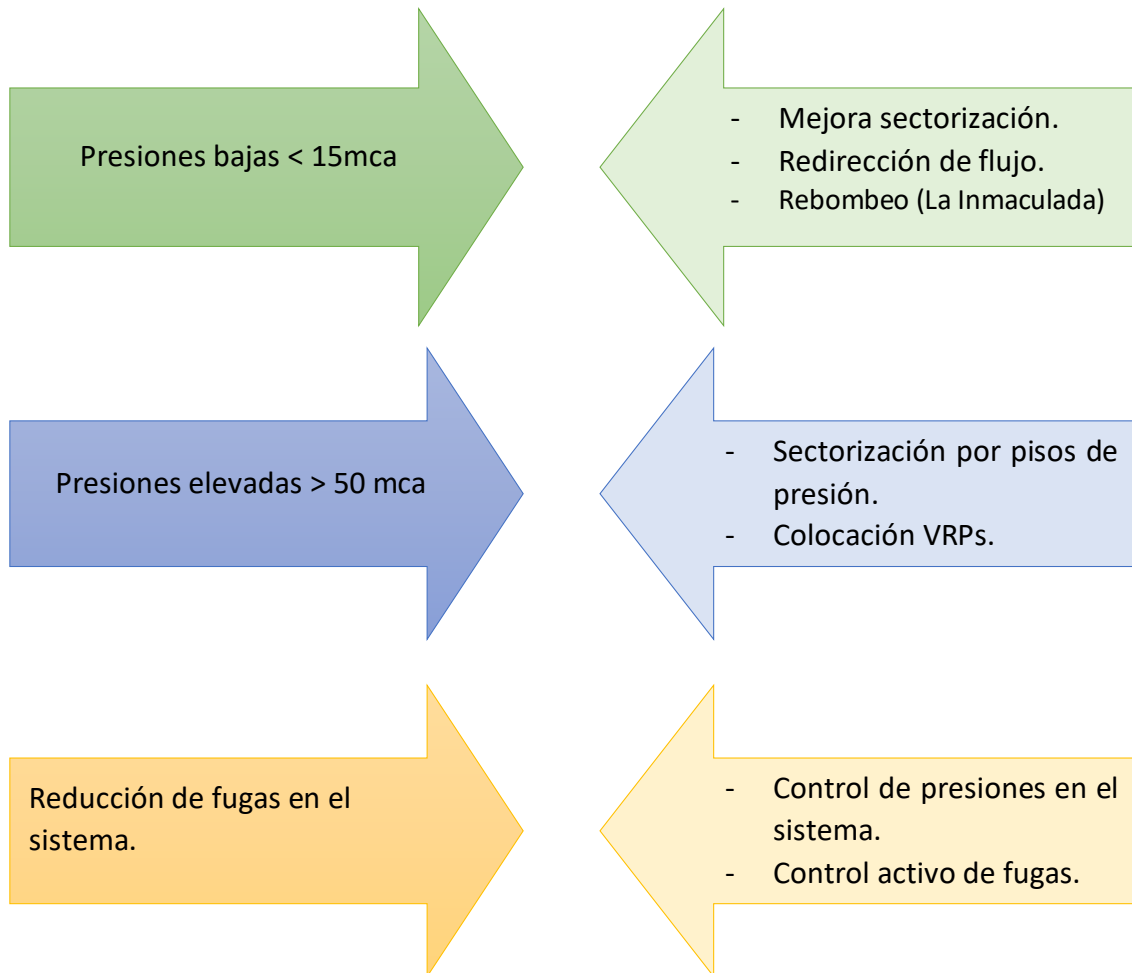 Presiones bajas < 15mca
- Mejora sectorización.
- Redirección de flujo.
- Rebombeo (La Inmaculada)
Presiones elevadas > 50 mca
- Sectorización por pisos de
presión.
- Colocación VRPs.
Reducción de fugas en el
sistema.
- Control de presiones en el
sistema.
- Control activo de fugas.